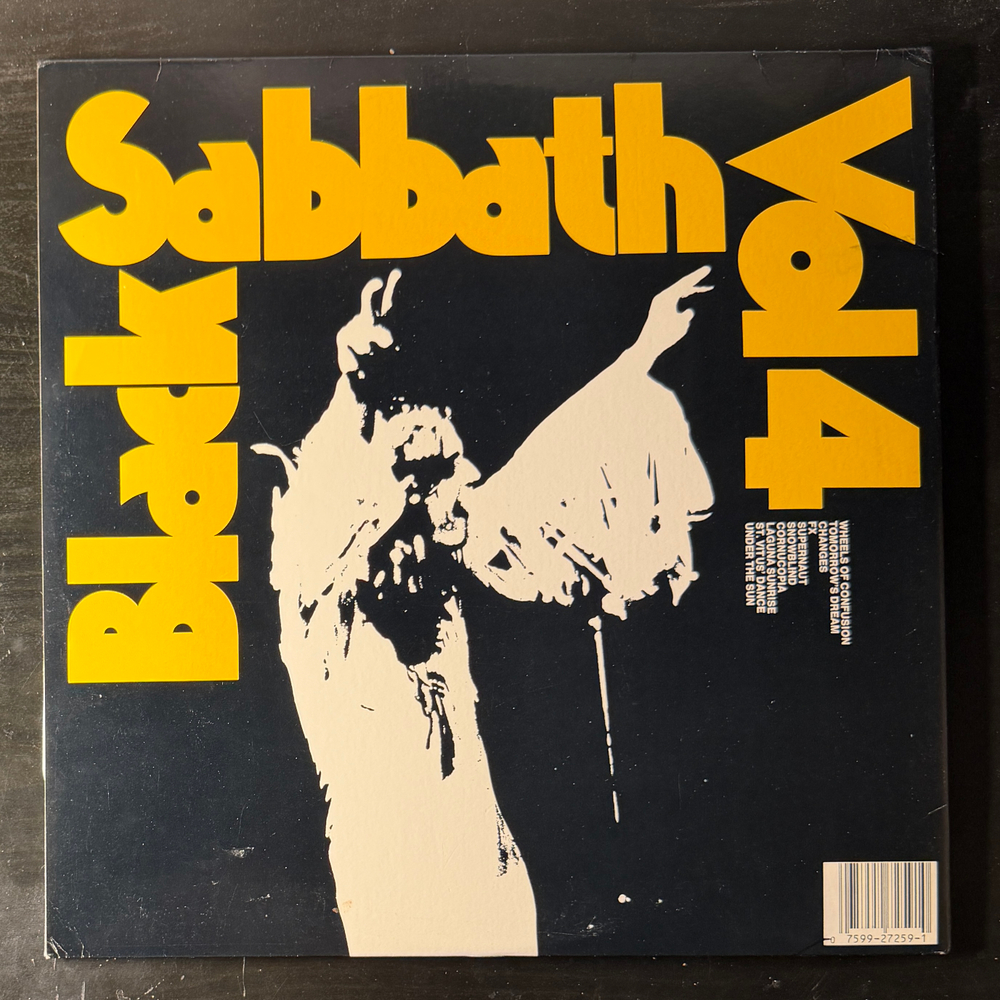 Black
Sabbath
Vol 4
WHEELS OF CONFUSION
TOMORROW'S DREAM
CHANGES
FX
SUPERNAUT
SNOWBLIND
CORNUCOPIA
LAGUNA SUNRISE
ST. VITUS' DANCE
UNDER THE SUN
0 7599-27259-1